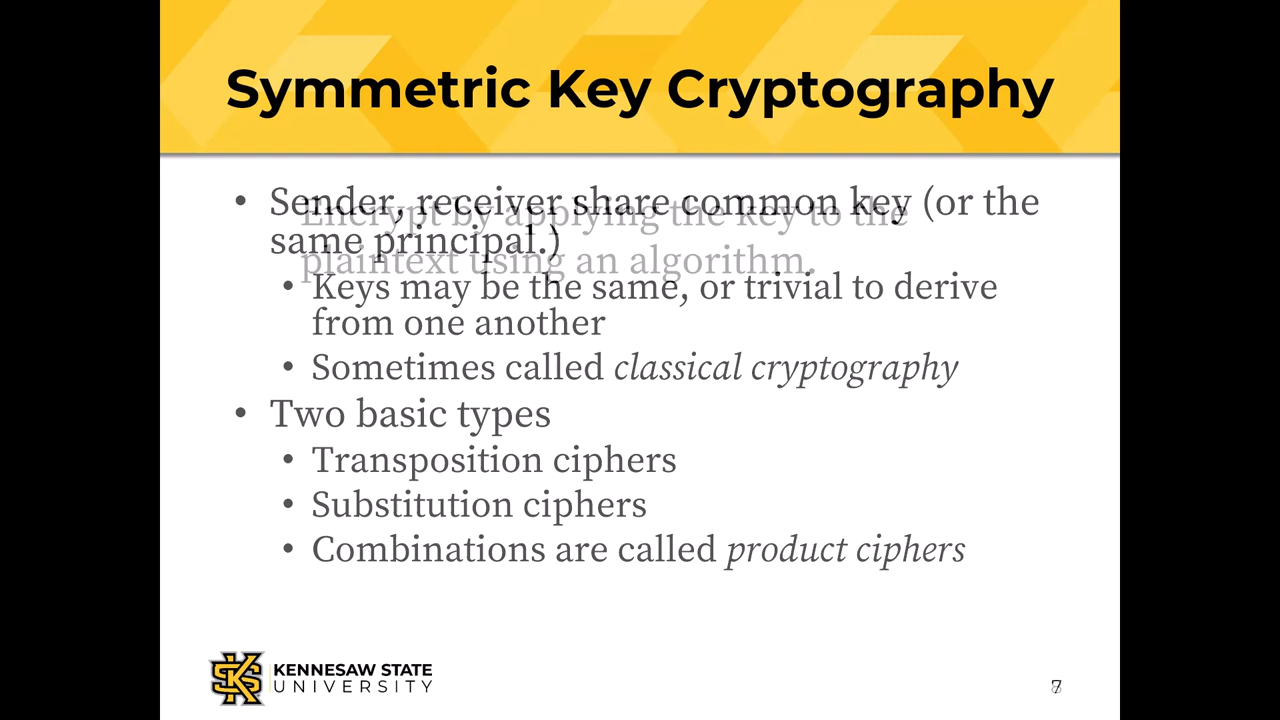 Symmetric Key Cryptography
• Sender, receiver share common key (or the
same principal.)
Encrypt by applying the key to the
plaintext using an algorithm.
• Keys may be the same, or trivial to derive
from one another
• Sometimes called classical cryptography
• Two basic types
• Transposition ciphers
• Substitution ciphers
• Combinations are called product ciphers
KENNESAW STATE
UNIVERSITY
7